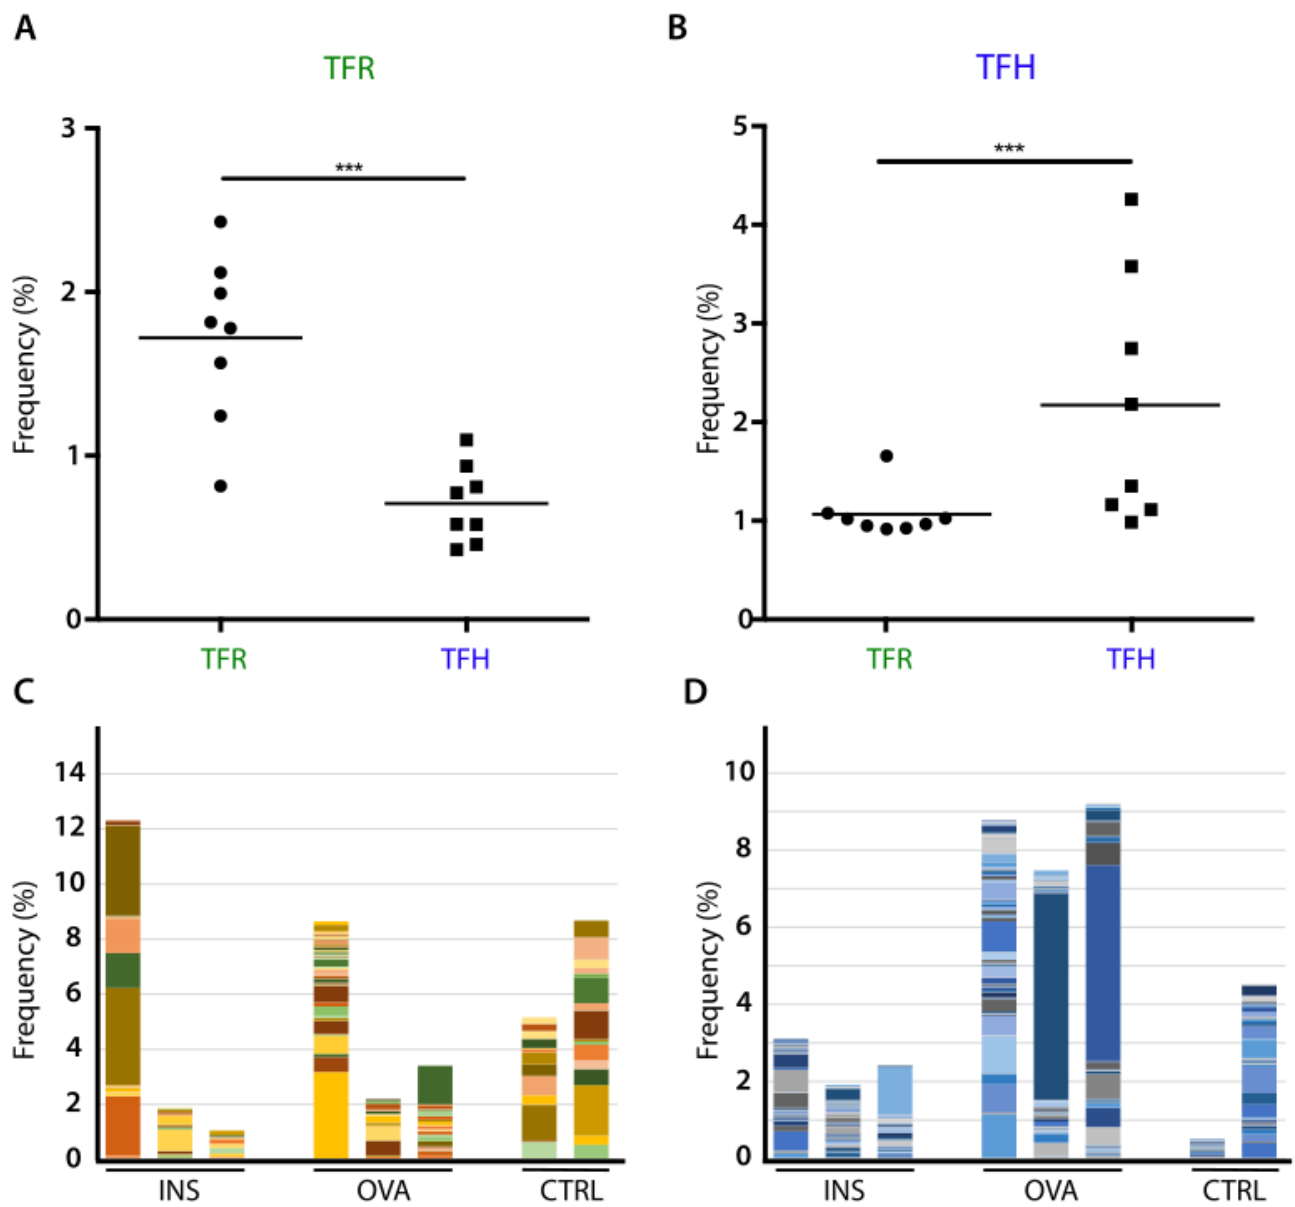 A
B
TFR
TFH
3
2
1
0
Frequency (%)
***
TFR
TFH
5
4
3
2
1
0
Frequency (%)
***
TFR
TFH
C
D
14
12
10
8
6
4
2
0
Frequency (%)
INS
OVA
CTRL
10
8
6
4
2
0
Frequency (%)
INS
OVA
CTRL